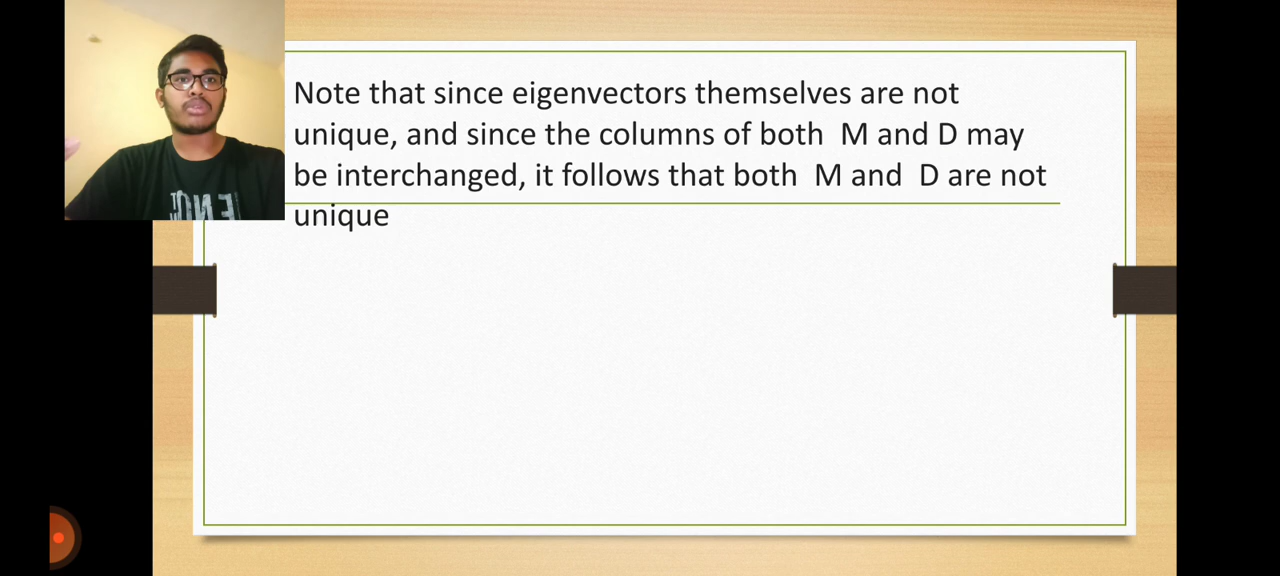 Note that since eigenvectors themselves are not
unique, and since the columns of both M and D may
be interchanged, it follows that both M and D are not
unique